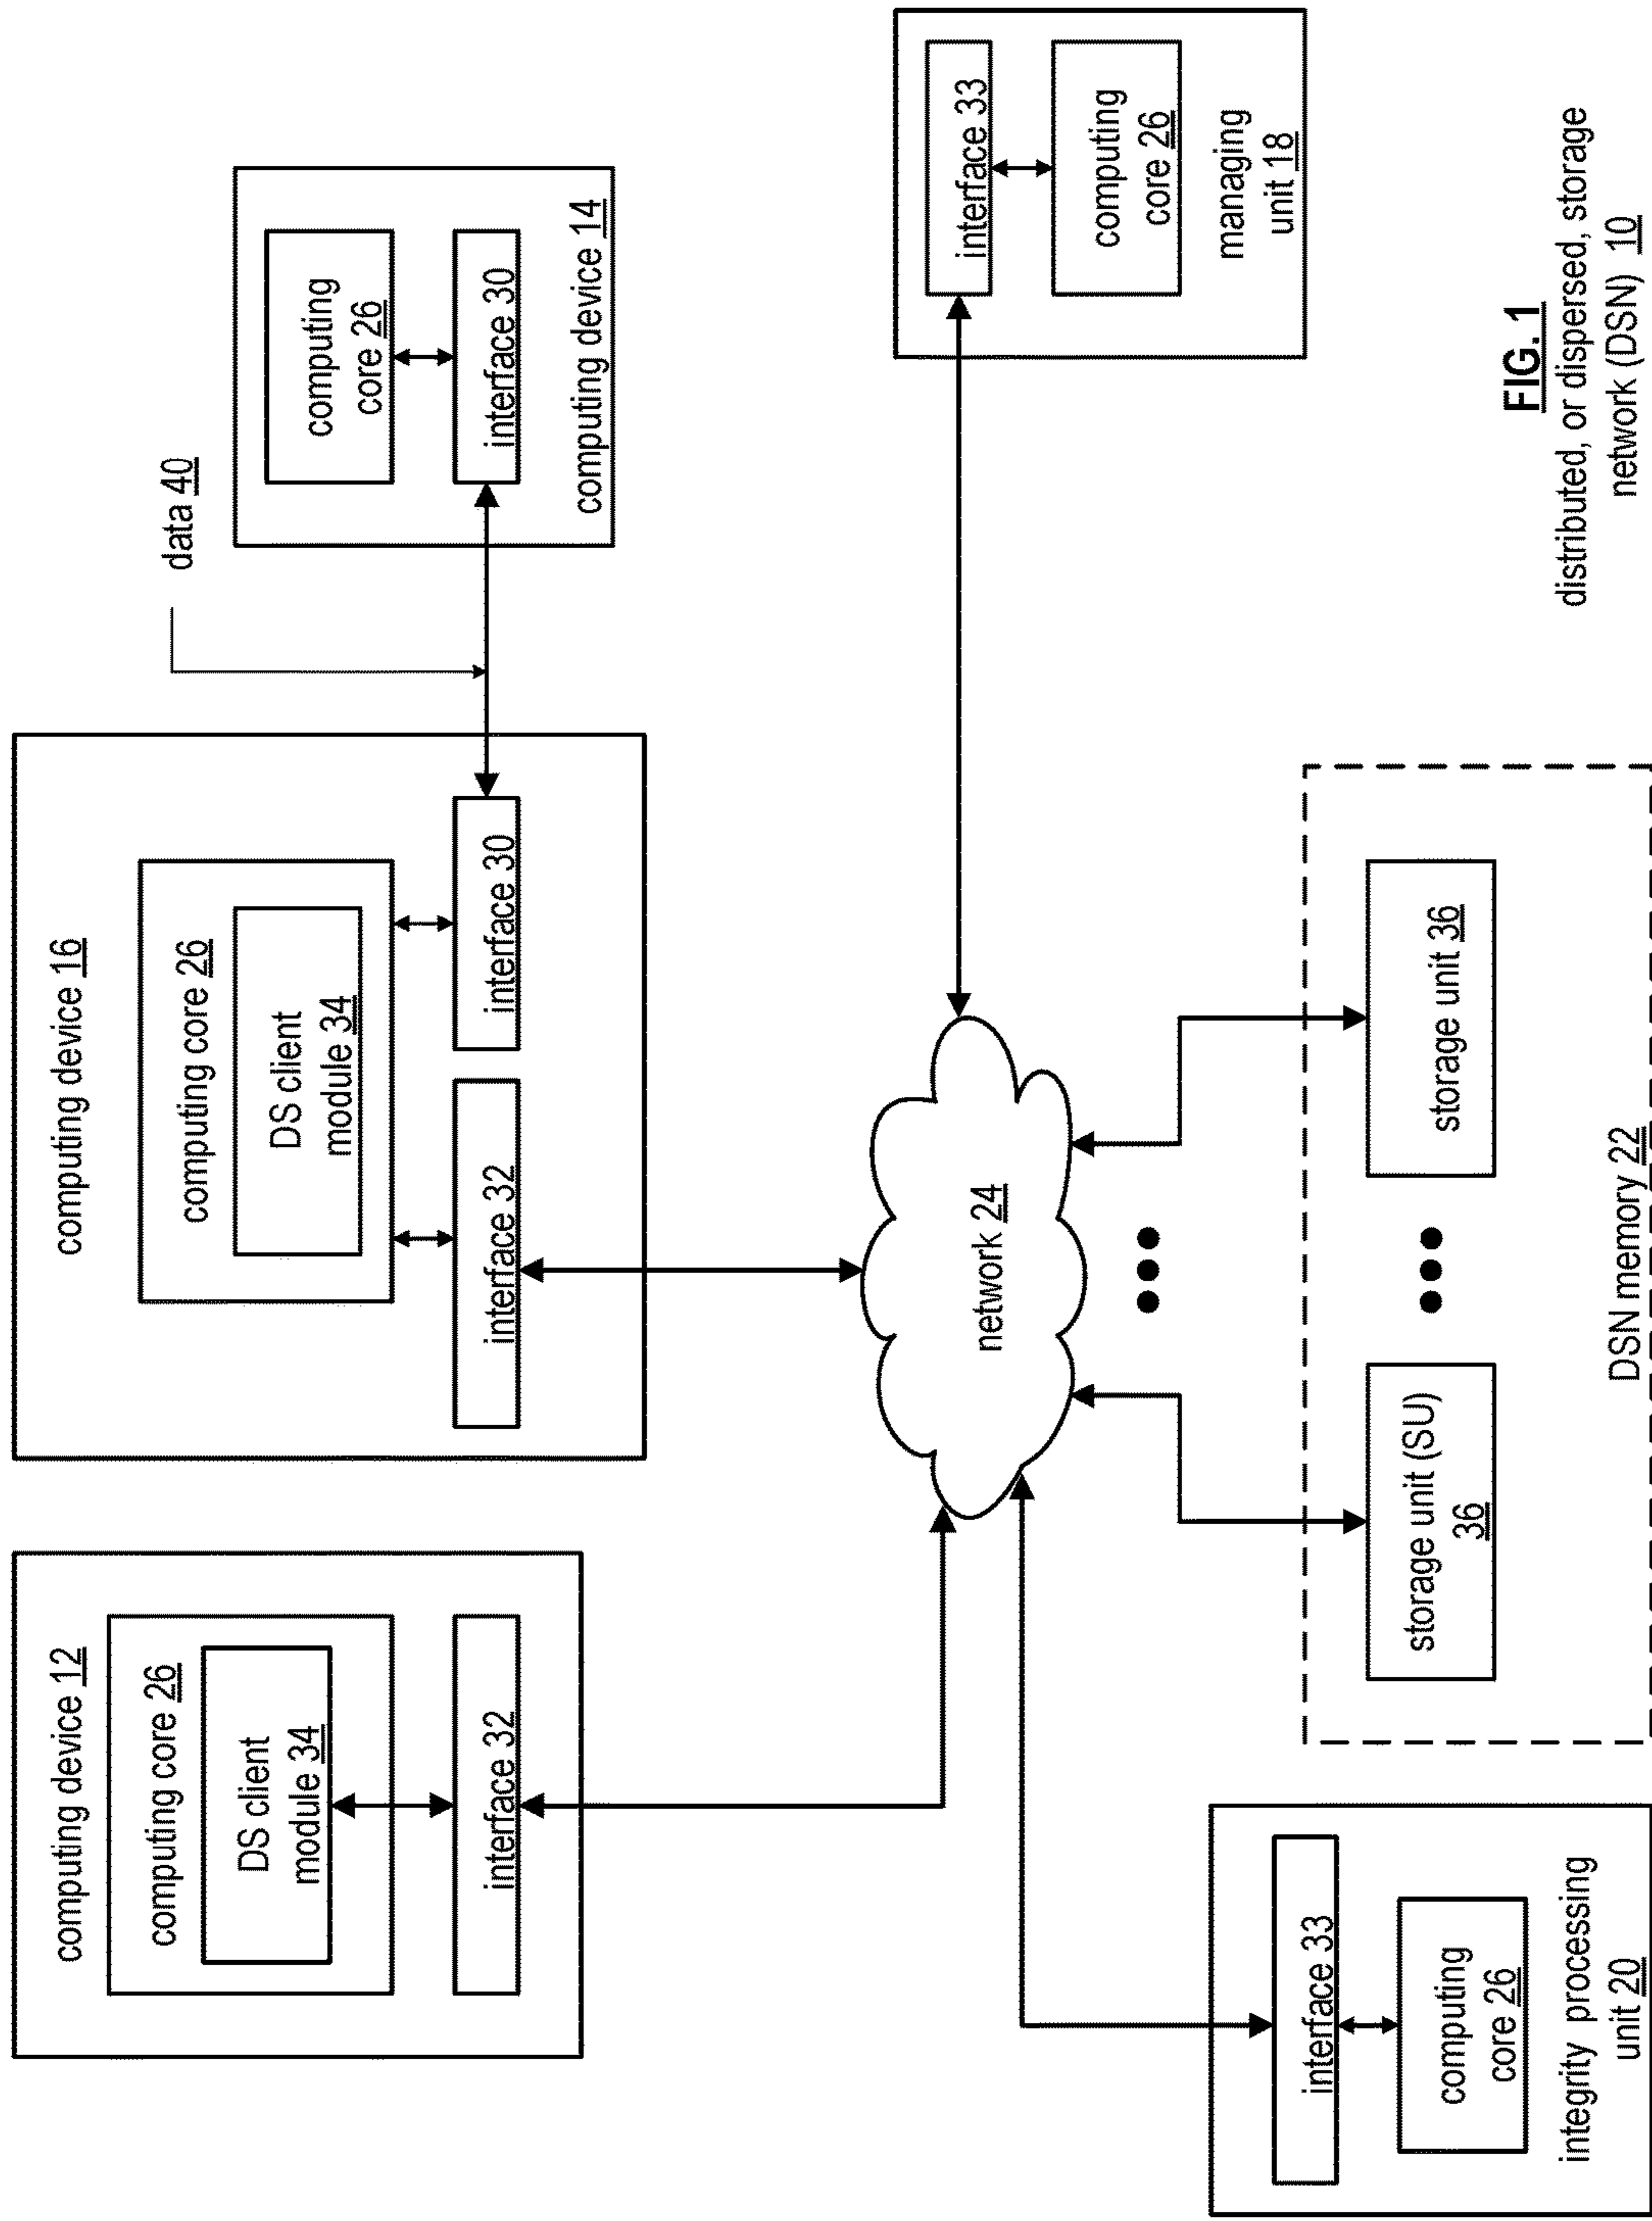 computing device 12
computing core 26
DS client
module 34
interface 32
computing device 16
computing core 26
DS client
module 34
interface 32
interface 30
data 40
computing
core 26
interface 30
computing device 14
network 24
interface 33
computing
core 26
managing
unit 18
interface 33
computing
core 26
integrity processing
unit 20
storage unit (SU)
36
storage unit 36
DSN memory 22
FIG. 1
distributed, or dispersed, storage
network (DSN) 10